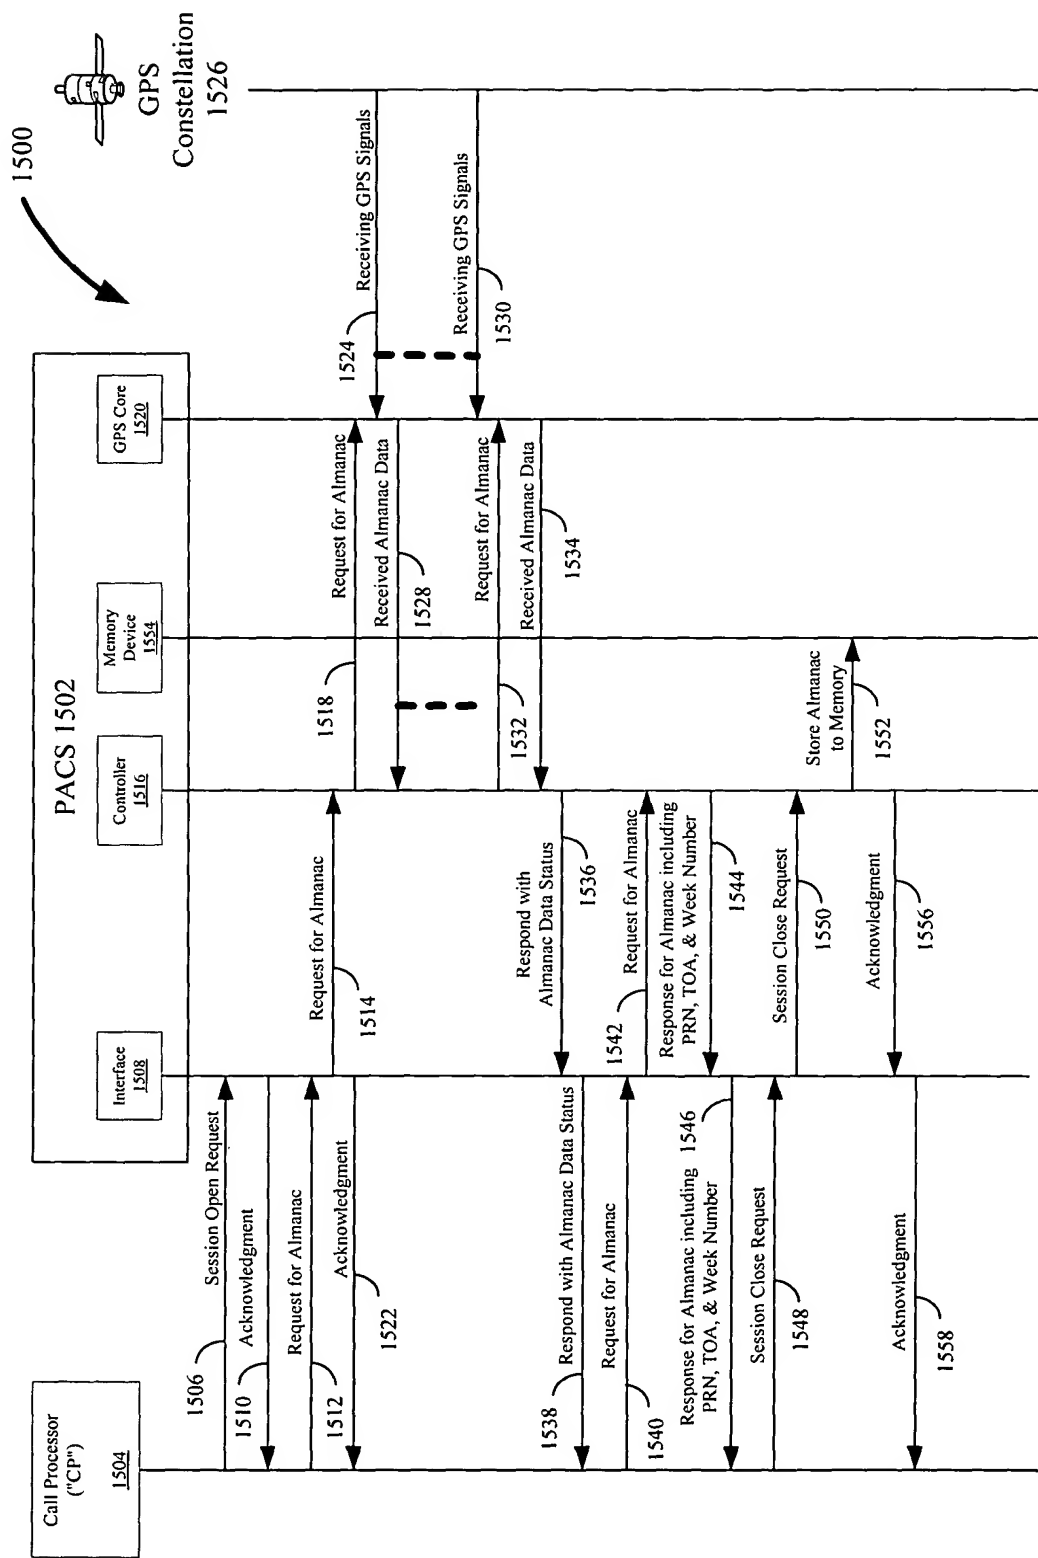 1500
PACS 1502
Call Processor
("CP")
1504
Interface
1508
Controller
1516
Memory
Device
1554
GPS Core
1520
GPS
Constellation
1526
Session Open Request
1506
Acknowledgment
1510
Request for Almanac
1512
Request for Almanac
1514
Acknowledgment
1522
Request for Almanac
1518
Receiving GPS Signals
1524
Received Almanac Data
1528
Receiving GPS Signals
1530
Request for Almanac
1532
Received Almanac Data
1534
Respond with
Almanac Data Status
1536
Respond with Almanac Data Status
1538
Request for Almanac
1540
Request for Almanac
1542
Response for Almanac including
PRN, TOA, & Week Number
1544
Response for Almanac including
PRN, TOA, & Week Number
1546
Session Close Request
1548
Session Close Request
1550
Store Almanac
to Memory
1552
Acknowledgment
1556
Acknowledgment
1558